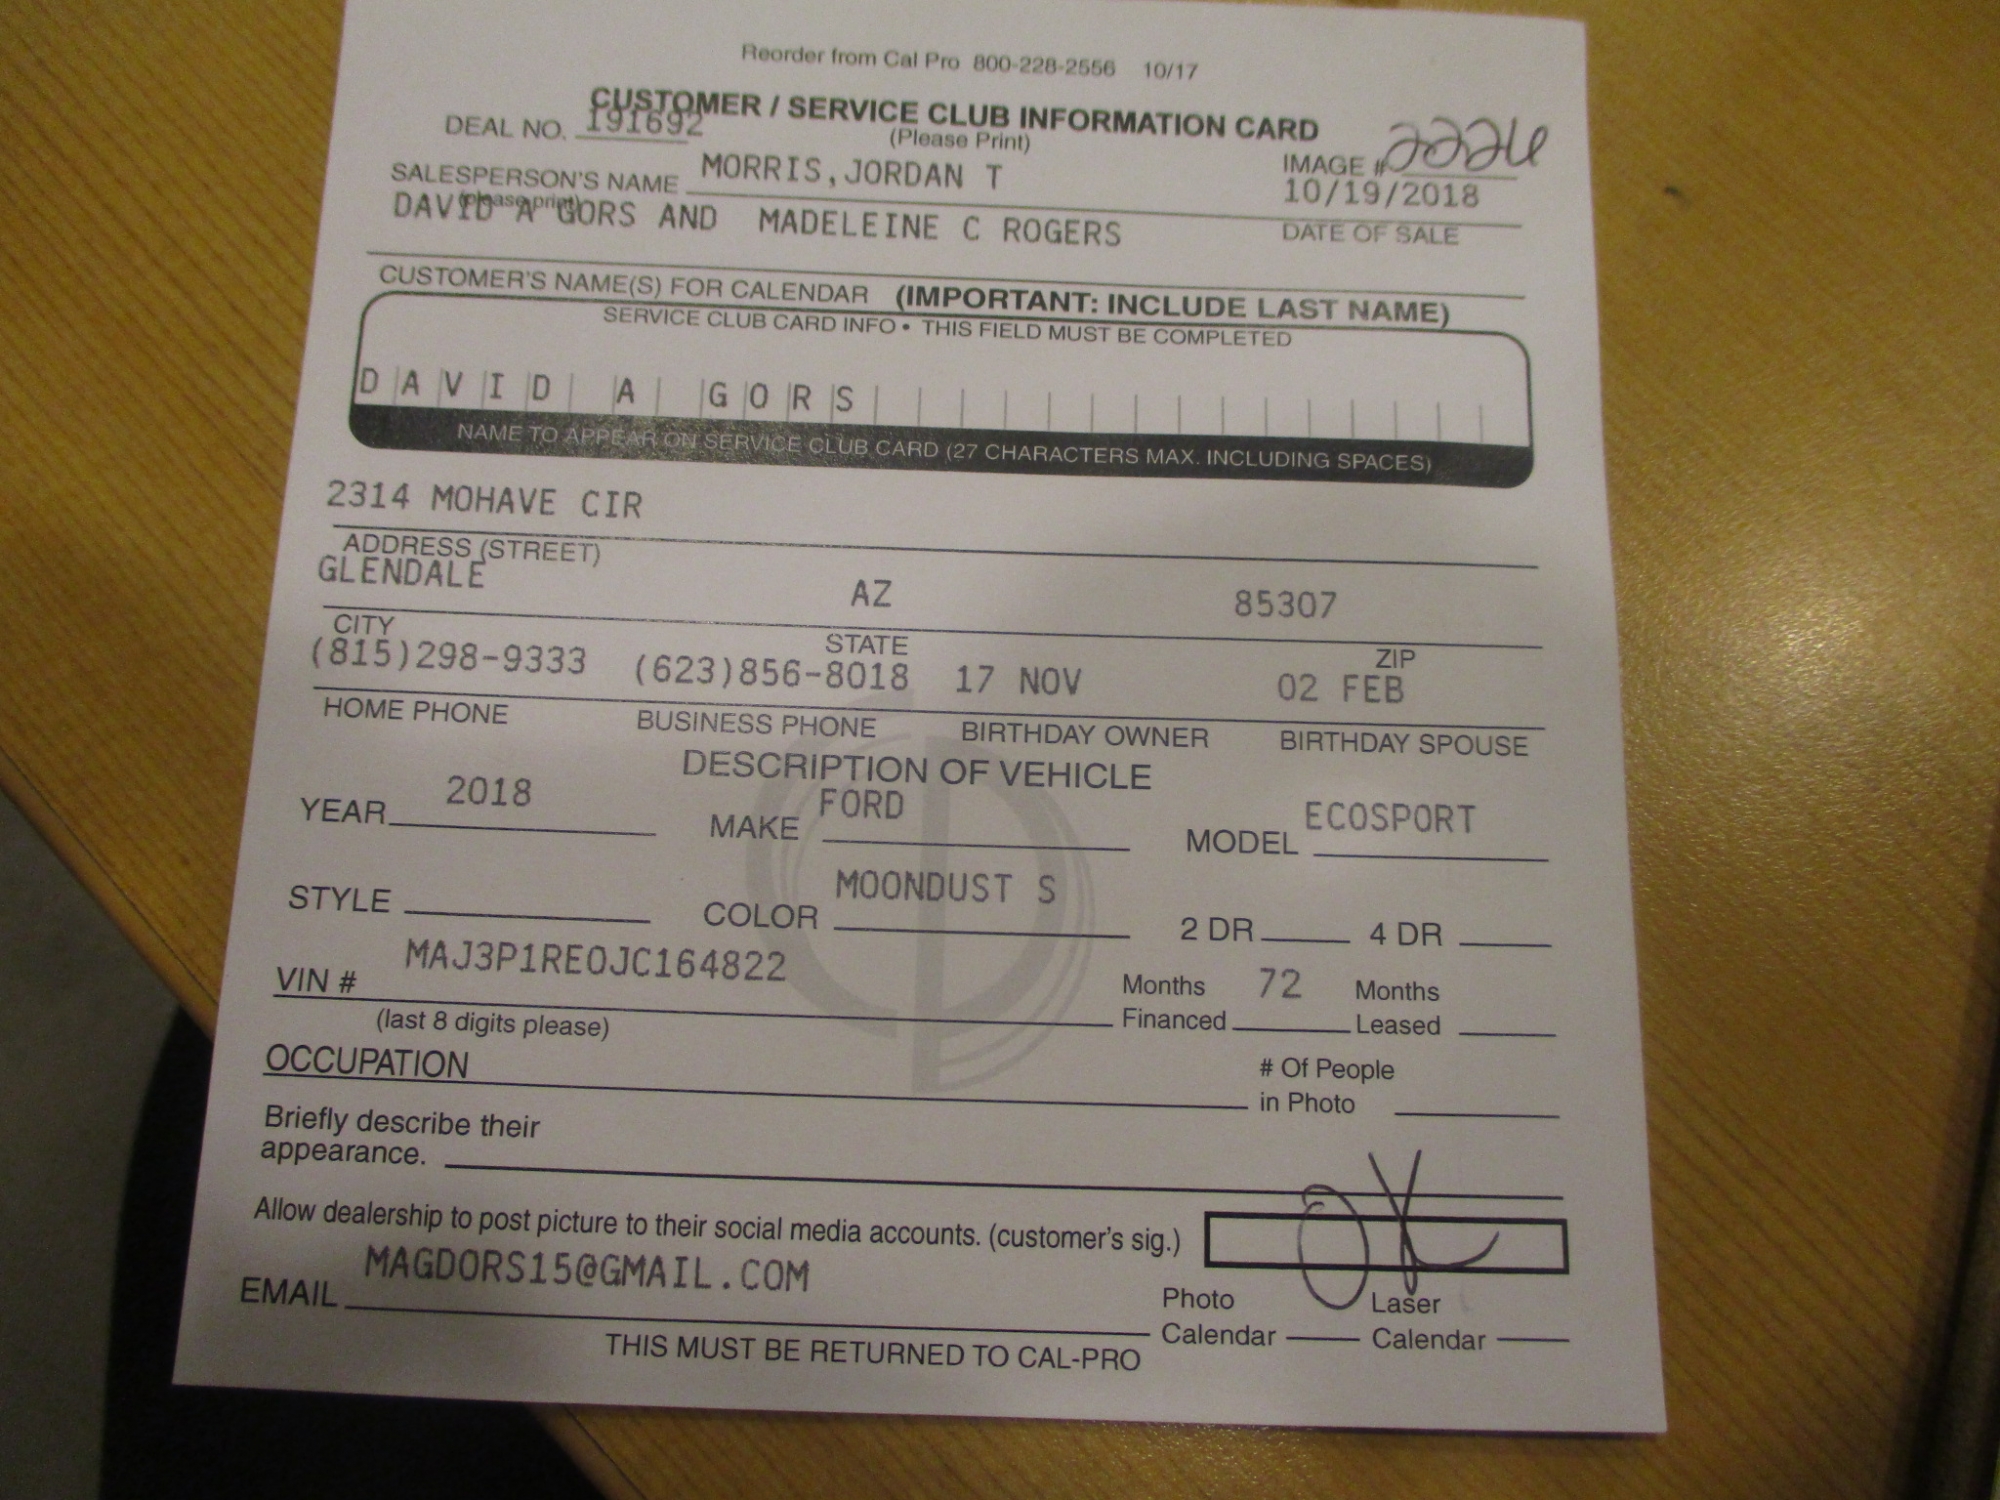 Reorder from Cal Pro 800-228-2556 10/17
CUSTOMER / SERVICE CLUB INFORMATION CARD
DEAL NO. 191692 (Please Print)
IMAGE # 2226
SALESPERSON'S NAME MORRIS,JORDAN T 10/19/2018
(please print)
DAVID A GORS AND MADELEINE C ROGERS DATE OF SALE
CUSTOMER'S NAME(S) FOR CALENDAR (IMPORTANT: INCLUDE LAST NAME)
SERVICE CLUB CARD INFO • THIS FIELD MUST BE COMPLETED
DAVID A GORS
NAME TO APPEAR ON SERVICE CLUB CARD (27 CHARACTERS MAX. INCLUDING SPACES)
2314 MOHAVE CIR
ADDRESS (STREET)
GLENDALE AZ 85307
CITY STATE ZIP
(815)298-9333 (623)856-8018 17 NOV 02 FEB
HOME PHONE BUSINESS PHONE BIRTHDAY OWNER BIRTHDAY SPOUSE
DESCRIPTION OF VEHICLE
YEAR 2018 MAKE FORD MODEL ECOSPORT
STYLE COLOR MOONDUST S 2 DR 4 DR
VIN # MAJ3P1RE0JC164822 Months 72 Months
(last 8 digits please) Financed Leased
OCCUPATION # Of People
in Photo
Briefly describe their
appearance.
Allow dealership to post picture to their social media accounts. (customer's sig.)
EMAIL MAGDORS15@GMAIL.COM
Photo Laser
Calendar Calendar
THIS MUST BE RETURNED TO CAL-PRO